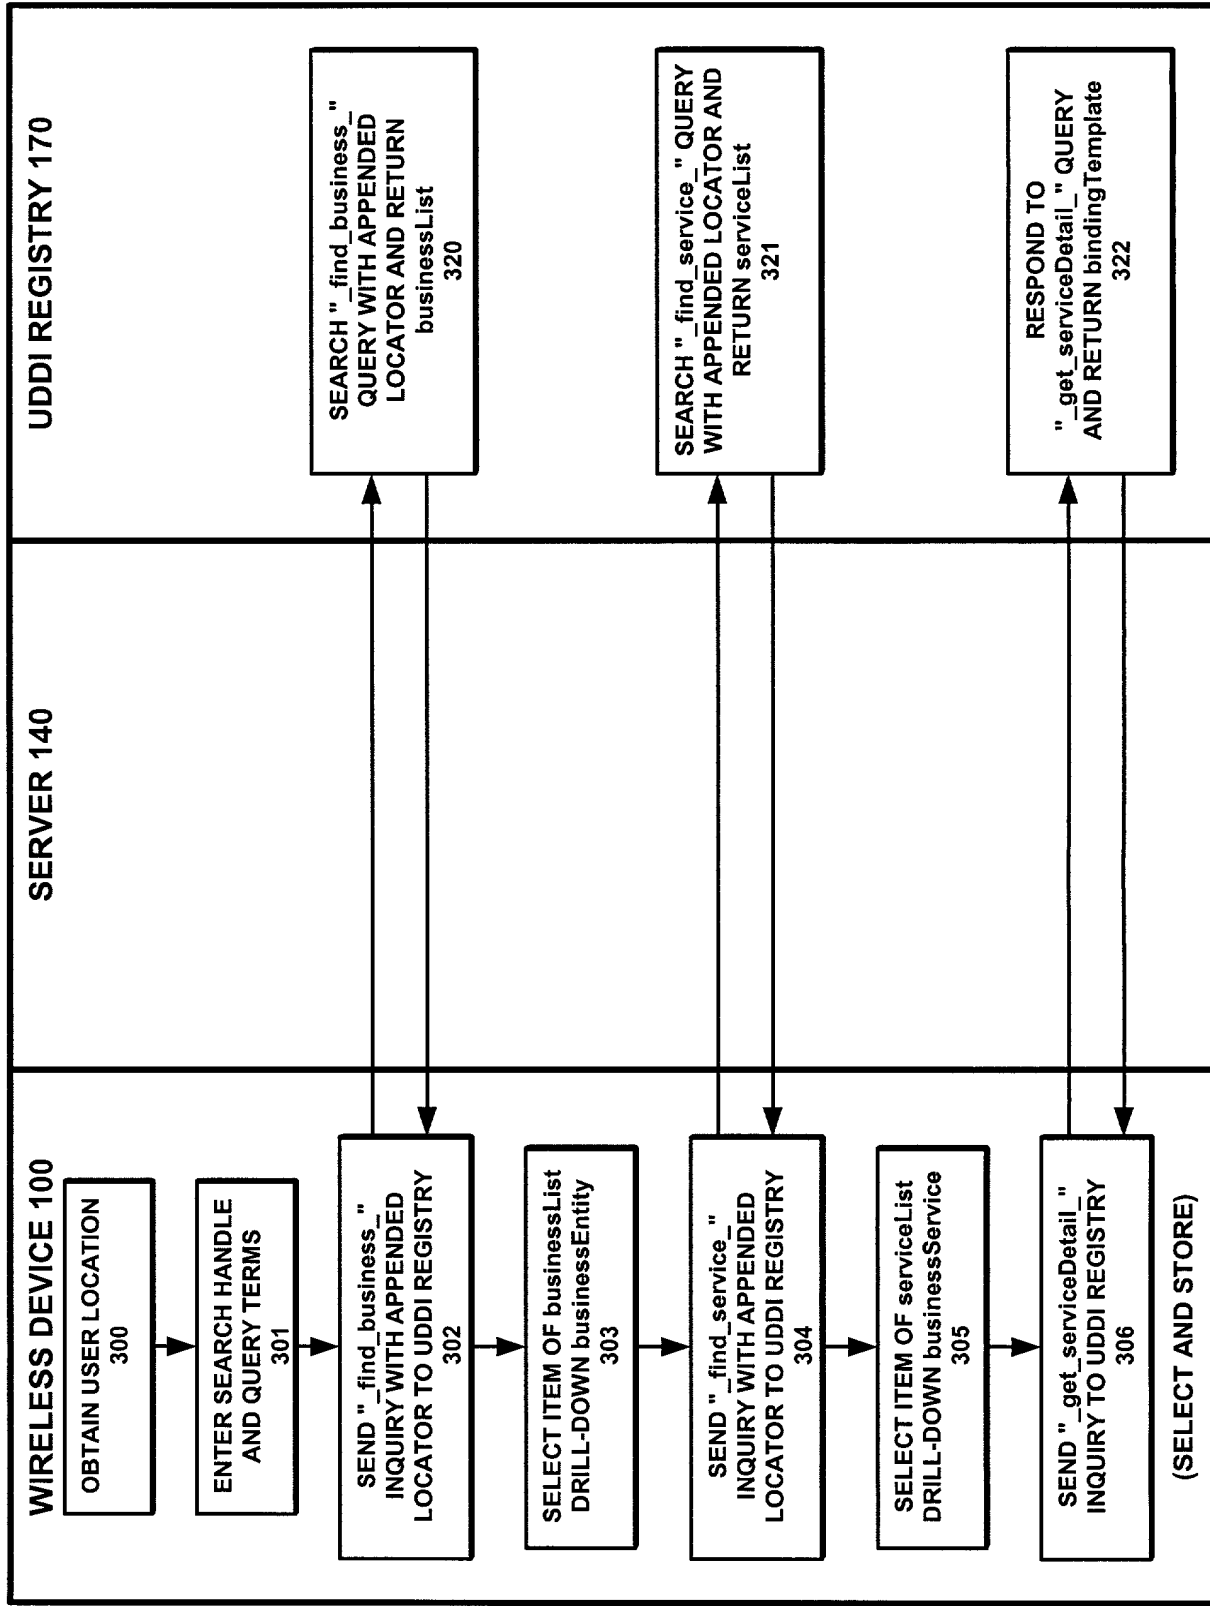 WIRELESS DEVICE 100
OBTAIN USER LOCATION
300
ENTER SEARCH HANDLE
AND QUERY TERMS
301
SEND "_find_business_"
INQUIRY WITH APPENDED
LOCATOR TO UDDI REGISTRY
302
SELECT ITEM OF businessList
DRILL-DOWN businessEntity
303
SEND "_find_service_"
INQUIRY WITH APPENDED
LOCATOR TO UDDI REGISTRY
304
SELECT ITEM OF serviceList
DRILL-DOWN businessService
305
SEND "_get_serviceDetail_"
INQUIRY TO UDDI REGISTRY
306
(SELECT AND STORE)
SERVER 140
UDDI REGISTRY 170
SEARCH "_find_business_"
QUERY WITH APPENDED
LOCATOR AND RETURN
businessList
320
SEARCH "_find_service_" QUERY
WITH APPENDED LOCATOR AND
RETURN serviceList
321
RESPOND TO
"_get_serviceDetail_" QUERY
AND RETURN bindingTemplate
322